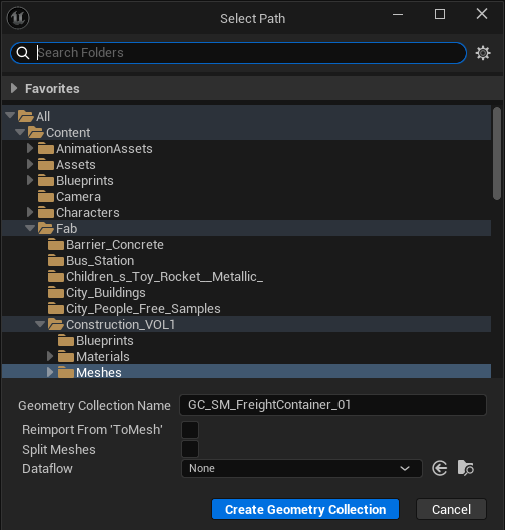 Select Path
Search Folders
Favorites
All
Content
AnimationAssets
Assets
Blueprints
Camera
Characters
Fab
Barrier_Concrete
Bus_Station
Children_s_Toy_Rocket__Metallic_
City_Buildings
City_People_Free_Samples
Construction_VOL1
Blueprints
Materials
Meshes
Geometry Collection Name GC_SM_FreightContainer_01
Reimport From 'ToMesh'
Split Meshes
Dataflow None
Create Geometry Collection Cancel